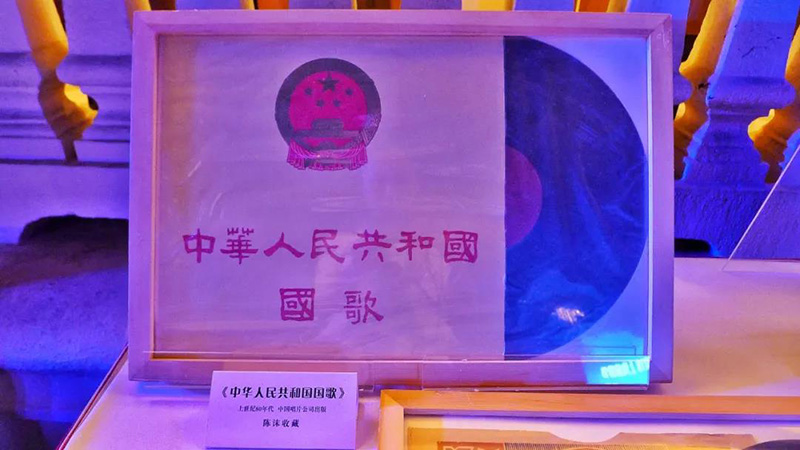 中華人民共和國
國歌
《中华人民共和国国歌》
上世纪80年代 中国唱片公司出版
陈沫收藏